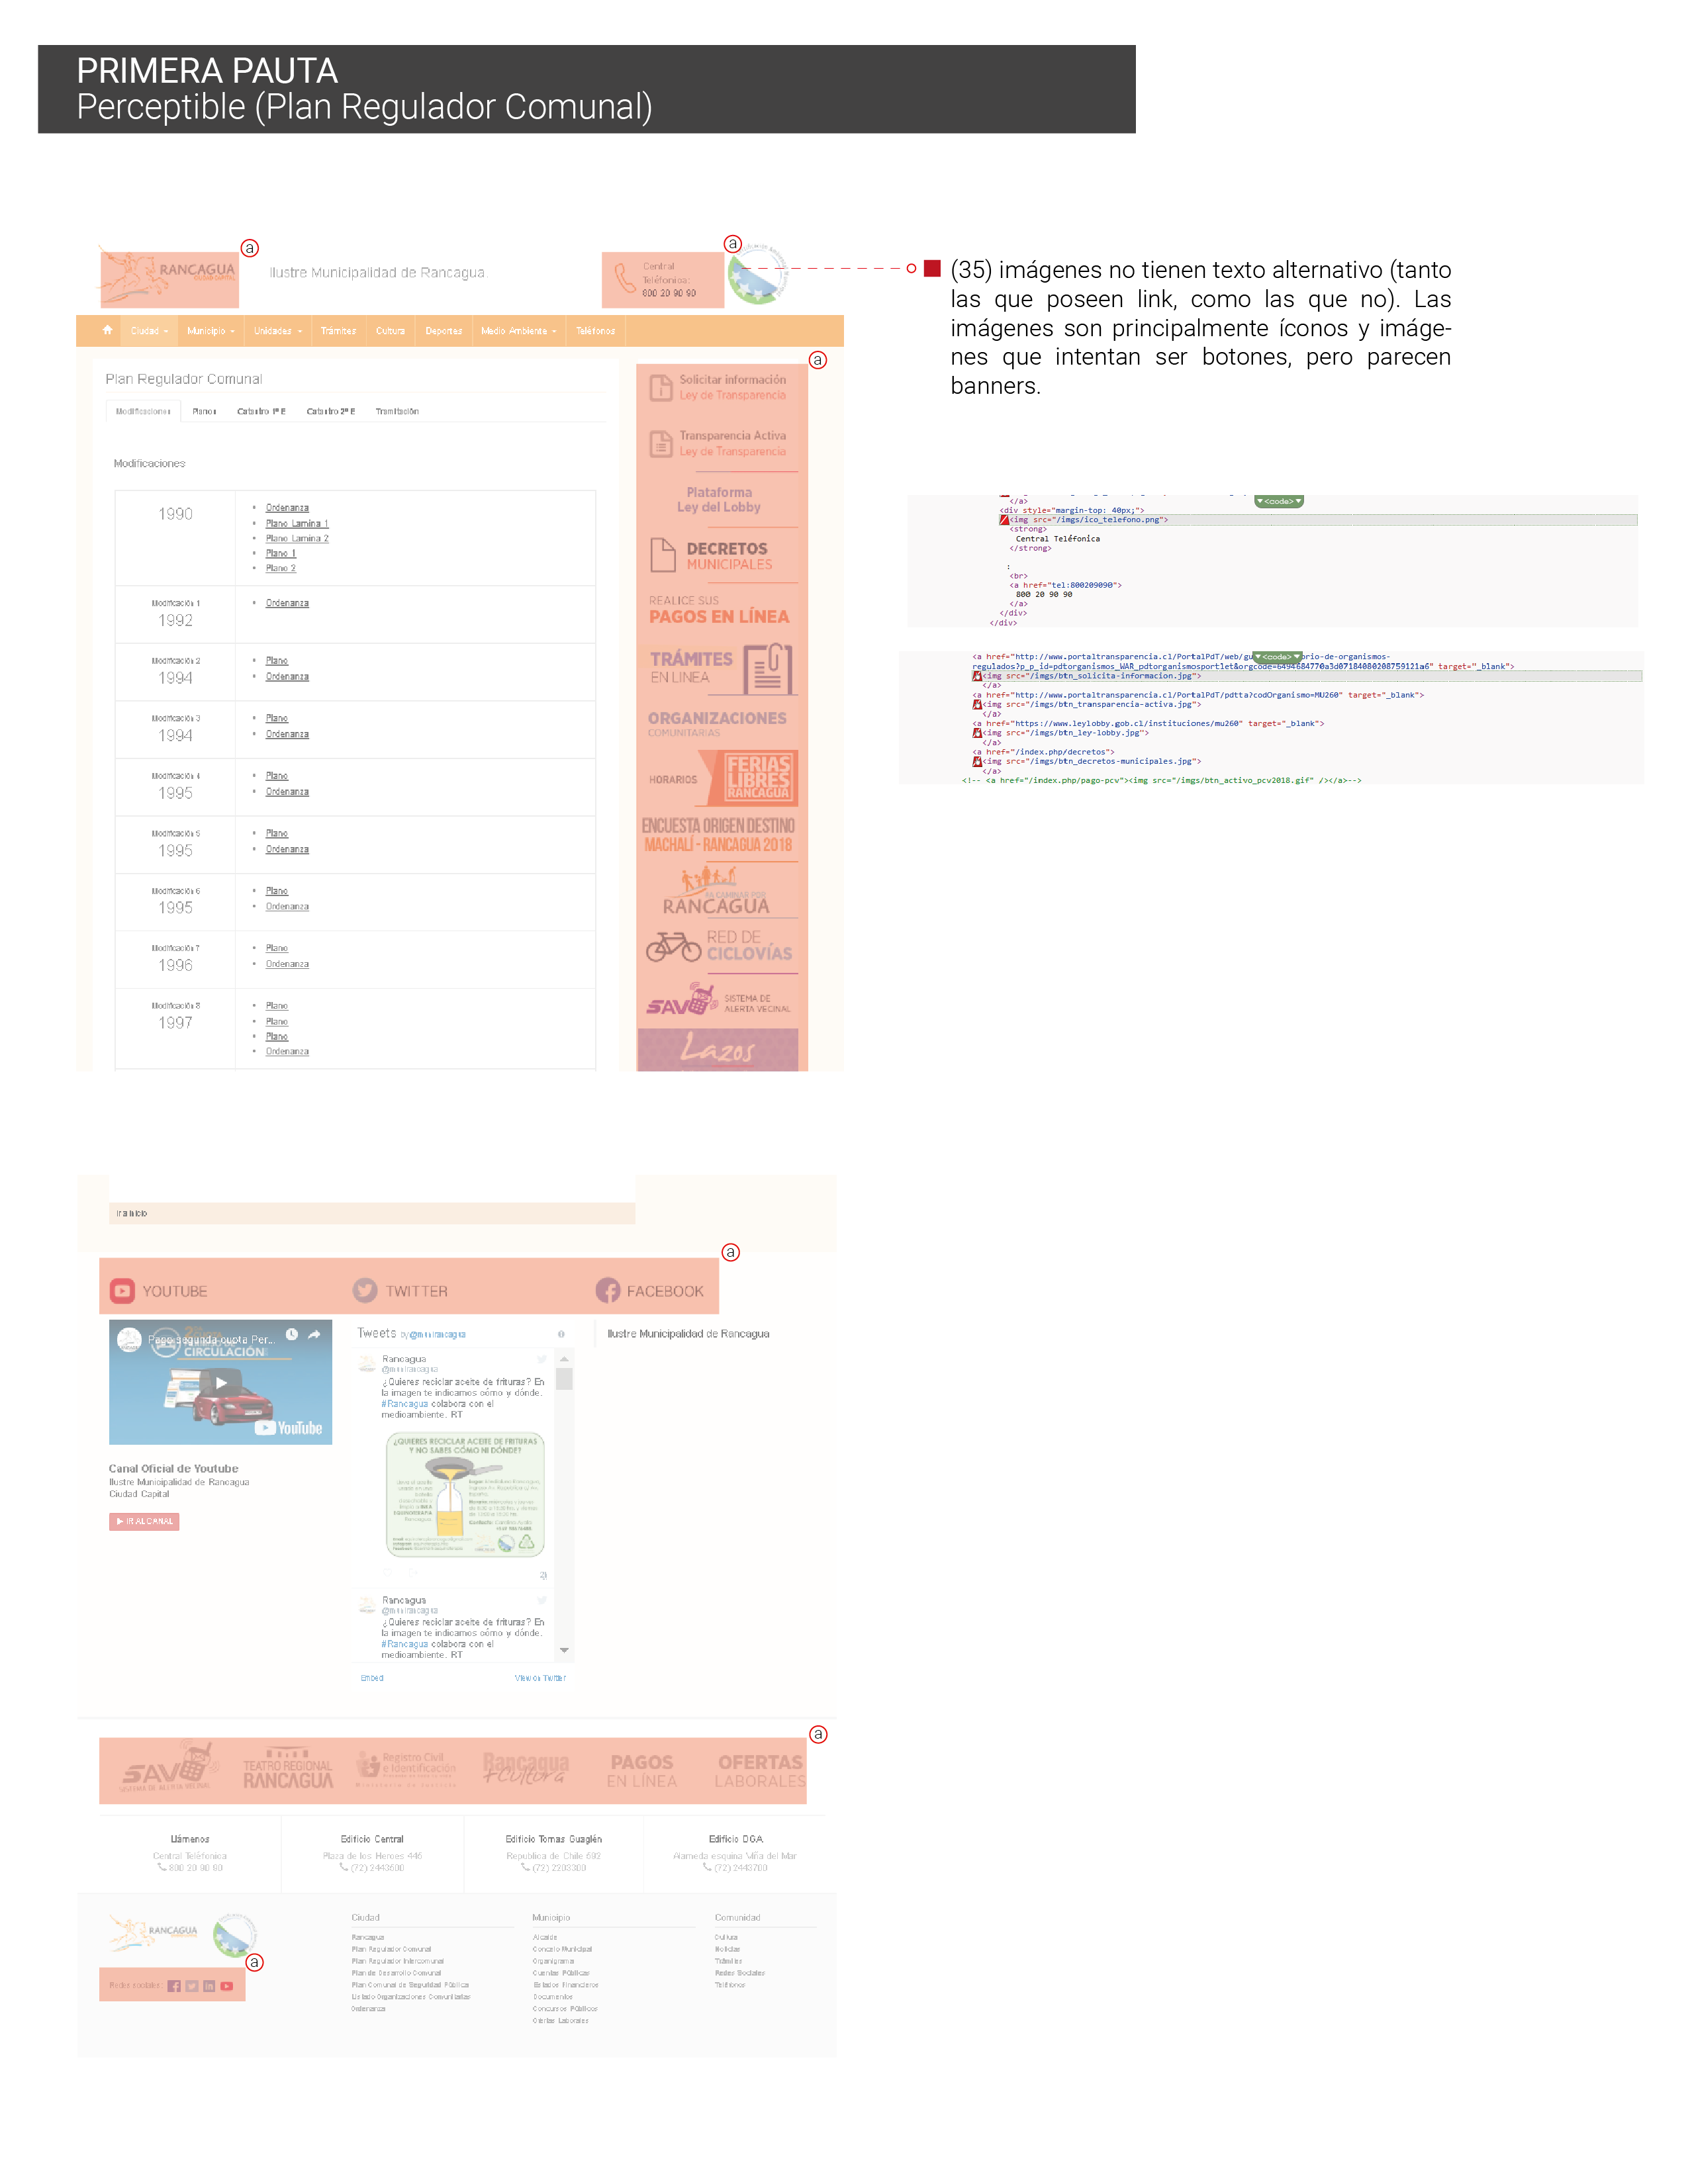 PRIMERA PAUTA
Perceptible (Plan Regulador Comunal)
RANCAGUA
Ilustre Municipalidad de Rancagua
Central
Teléfonica:
800 20 90 90
a
a
(35) imágenes no tienen texto alternativo (tanto
las que poseen link, como las que no). Las
imágenes son principalmente íconos y imáge-
nes que intentan ser botones, pero parecen
banners.
Ciudad Municipio Unidades Trámites Cultura Deportes Medio Ambiente Teléfonos
a
Plan Regulador Comunal
Modificaciones Planos Catastro 1ª E Catastro 2ª E Tramitación
Modificaciones
1990
Ordenanza
Plano Lamina 1
Plano Lamina 2
Plano 1
Plano 2
Modificación 1
1992
Ordenanza
Modificación 2
1994
Plano
Ordenanza
Modificación 3
1994
Plano
Ordenanza
Modificación 4
1995
Plano
Ordenanza
Modificación 5
1995
Plano
Ordenanza
Modificación 6
1995
Plano
Ordenanza
Modificación 7
1996
Plano
Ordenanza
Modificación 8
1997
Plano
Plano
Plano
Ordenanza
Solicitar información
Ley de Transparencia
Transparencia Activa
Ley de Transparencia
Plataforma
Ley del Lobby
DECRETOS
MUNICIPALES
REALICE SUS
PAGOS EN LÍNEA
TRÁMITES
EN LINEA
ORGANIZACIONES
COMUNITARIAS
HORARIOS
FERIAS
LIBRES
RANCAGUA
ENCUESTA ORIGEN DESTINO
MACHALÍ - RANCAGUA 2018
A CAMINAR POR
RANCAGUA
RED DE
CICLOVÍAS
SAV
SISTEMA DE
ALERTA VECINAL
Lazos
</a>
<code>
<div style="margin-top: 40px;">
<img src="/imgs/ico_telefono.png">
<strong>
Central Teléfonica
</strong>
:
<br>
<a href="tel:800209090">
800 20 90 90
</a>
</div>
</div>
<a href="http://www.portaltransparencia.cl/PortalPdT/web/gu <code> brio-de-organismos-
regulados?p_p_id=pdtorganismos_WAR_pdtorganismosportlet&orgcode=6494684770a3d07184080208759121a6" target="_blank">
<img src="/imgs/btn_solicita-informacion.jpg">
</a>
<a href="http://www.portaltransparencia.cl/PortalPdT/pdtta?codOrganismo=MU260" target="_blank">
<img src="/imgs/btn_transparencia-activa.jpg">
</a>
<a href="https://www.leylobby.gob.cl/instituciones/mu260" target="_blank">
<img src="/imgs/btn_ley-lobby.jpg">
</a>
<a href="/index.php/decretos">
<img src="/imgs/btn_decretos-municipales.jpg">
</a>
<!-- <a href="/index.php/pago-pcv"><img src="/imgs/btn_activo_pcv2018.gif" /></a>-->
Ir a Inicio
a
YOUTUBE TWITTER FACEBOOK
Pago segunda cuota Per...
CIRCULACIÓN
YouTube
Canal Oficial de Youtube
Ilustre Municipalidad de Rancagua
Ciudad Capital
IR AL CANAL
Tweets by @munirancagua
Rancagua
@munirancagua
¿Quieres reciclar aceite de frituras? En
la imagen te indicamos cómo y dónde.
#Rancagua colabora con el
medioambiente. RT
¿QUIERES RECICLAR ACEITE DE FRITURAS
Y NO SABES CÓMO NI DÓNDE?
Rancagua
@munirancagua
¿Quieres reciclar aceite de frituras? En
la imagen te indicamos cómo y dónde.
#Rancagua colabora con el
medioambiente. RT
Embed View on Twitter
Ilustre Municipalidad de Rancagua
a
SAV
SISTEMA DE ALERTA VECINAL
TEATRO REGIONAL
RANCAGUA
Registro Civil
e Identificación
Rancagua
+Cultura
PAGOS
EN LÍNEA
OFERTAS
LABORALES
Llámenos
Central Teléfonica
800 20 90 90
Edificio Central
Plaza de los Heroes 445
(72) 2443600
Edificio Tomas Guaglén
Republica de Chile 692
(72) 2203300
Edificio DGA
Alameda esquina Viña del Mar
(72) 2443700
RANCAGUA
a
Redes sociales:
Ciudad
Rancagua
Plan Regulador Comunal
Plan Regulador Intercomunal
Plan de Desarrollo Comunal
Plan Comunal de Seguridad Pública
Listado Organizaciones Comunitarias
Ordenanza
Municipio
Alcalde
Concejo Municipal
Organigrama
Cuentas Públicas
Estados Financieros
Documentos
Concursos Públicos
Ofertas Laborales
Comunidad
Cultura
Noticias
Trámites
Redes Sociales
Teléfonos